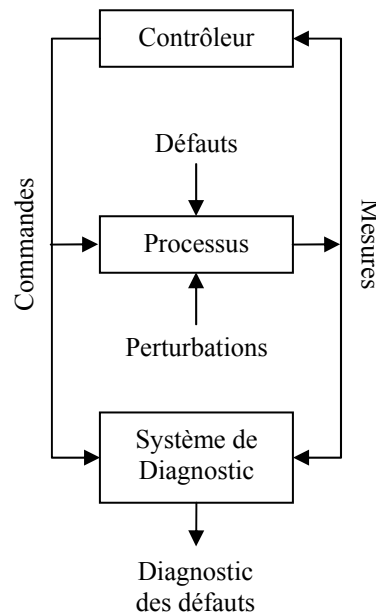 Contrôleur
Défauts
Commandes
Processus
Mesures
Perturbations
Système de
Diagnostic
Diagnostic
des défauts